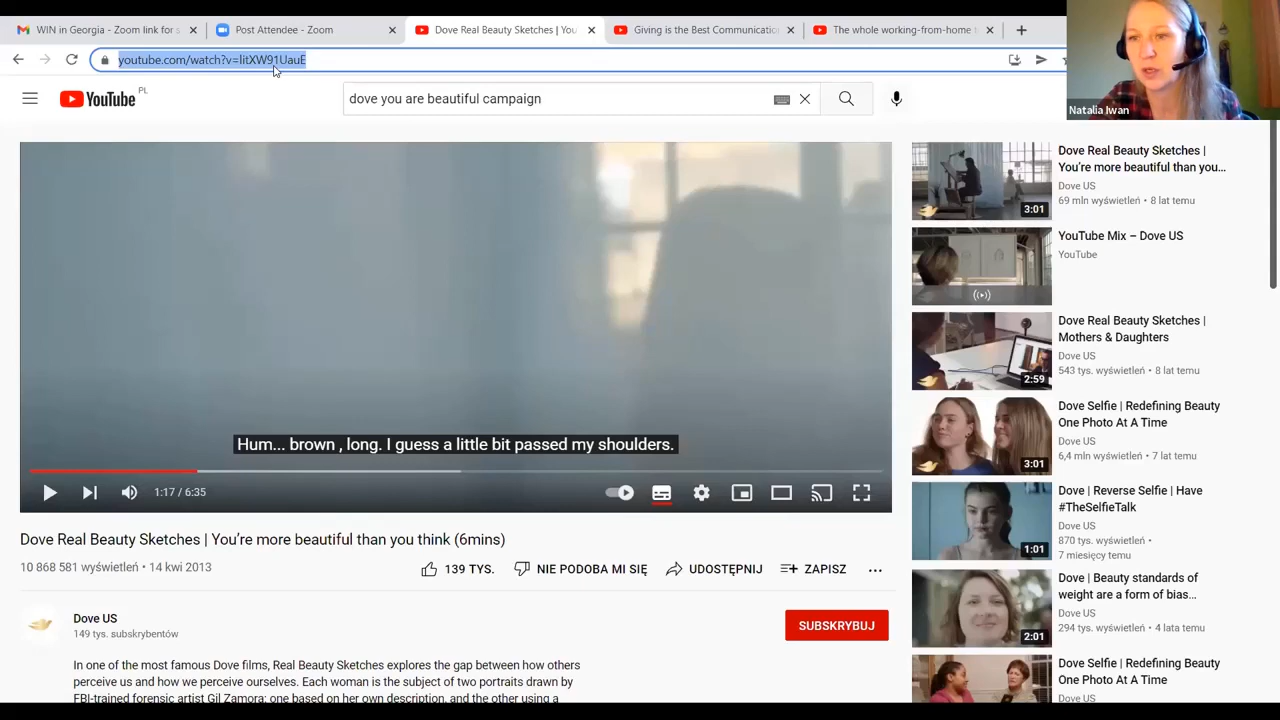 WIN in Georgia - Zoom link for s
Post Attendee - Zoom
Dove Real Beauty Sketches | You
Giving is the Best Communication
The whole working-from-home t
youtube.com/watch?v=litXW91UauE
YouTube PL
dove you are beautiful campaign
Natalia Iwan
Hum... brown , long. I guess a little bit passed my shoulders.
1:17 / 6:35
Dove Real Beauty Sketches | You're more beautiful than you think (6mins)
10 868 581 wyświetleń • 14 kwi 2013
139 TYS.
NIE PODOBA MI SIĘ
UDOSTĘPNIJ
ZAPISZ
Dove US
149 tys. subskrybentów
SUBSKRYBUJ
In one of the most famous Dove films, Real Beauty Sketches explores the gap between how others
perceive us and how we perceive ourselves. Each woman is the subject of two portraits drawn by
FBI-trained forensic artist Gil Zamora: one based on her own description, and the other using a
3:01
Dove Real Beauty Sketches |
You're more beautiful than you...
Dove US
69 mln wyświetleń • 8 lat temu
YouTube Mix – Dove US
YouTube
2:59
Dove Real Beauty Sketches |
Mothers & Daughters
Dove US
543 tys. wyświetleń • 8 lat temu
3:01
Dove Selfie | Redefining Beauty
One Photo At A Time
Dove US
6,4 mln wyświetleń • 7 lat temu
1:01
Dove | Reverse Selfie | Have
#TheSelfieTalk
Dove US
870 tys. wyświetleń •
7 miesięcy temu
2:01
Dove | Beauty standards of
weight are a form of bias...
Dove US
294 tys. wyświetleń • 4 lata temu
Dove Selfie | Redefining Beauty
One Photo At A Time
Dove US